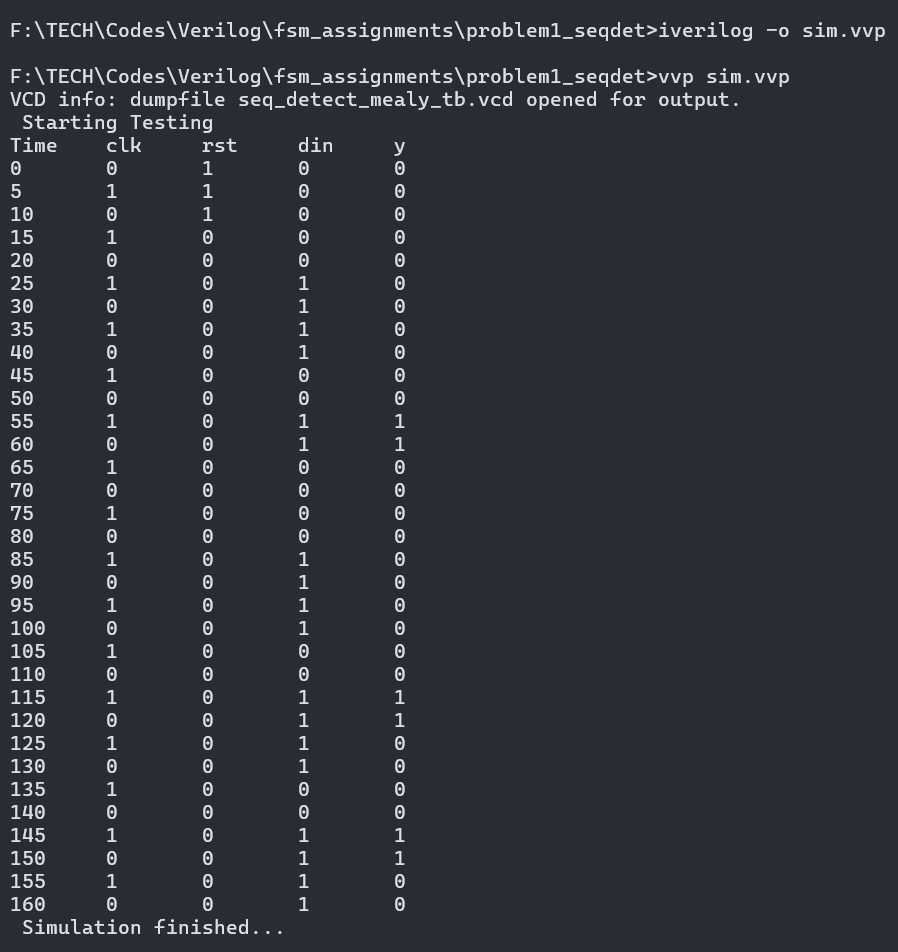 F:\TECH\Codes\Verilog\fsm_assignments\problem1_seqdet>iverilog -o sim.vvp
F:\TECH\Codes\Verilog\fsm_assignments\problem1_seqdet>vvp sim.vvp
VCD info: dumpfile seq_detect_mealy_tb.vcd opened for output.
Starting Testing
Time clk rst din y
0 0 1 0 0
5 1 1 0 0
10 0 1 0 0
15 1 0 0 0
20 0 0 0 0
25 1 0 1 0
30 0 0 1 0
35 1 0 1 0
40 0 0 1 0
45 1 0 0 0
50 0 0 0 0
55 1 0 1 1
60 0 0 1 1
65 1 0 0 0
70 0 0 0 0
75 1 0 0 0
80 0 0 0 0
85 1 0 1 0
90 0 0 1 0
95 1 0 1 0
100 0 0 1 0
105 1 0 0 0
110 0 0 0 0
115 1 0 1 1
120 0 0 1 1
125 1 0 1 0
130 0 0 1 0
135 1 0 0 0
140 0 0 0 0
145 1 0 1 1
150 0 0 1 1
155 1 0 1 0
160 0 0 1 0
Simulation finished...